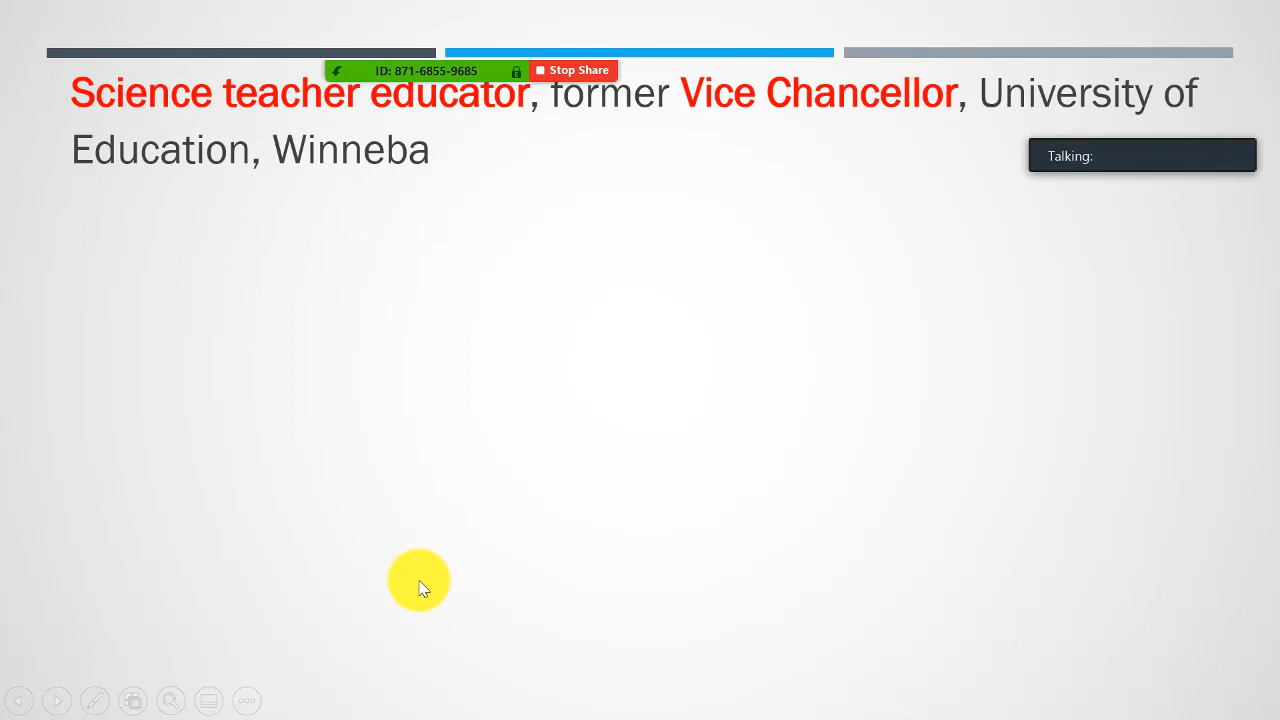 ID: 871-6855-9685 Stop Share
Science teacher educator, former Vice Chancellor, University of
Education, Winneba
Talking: